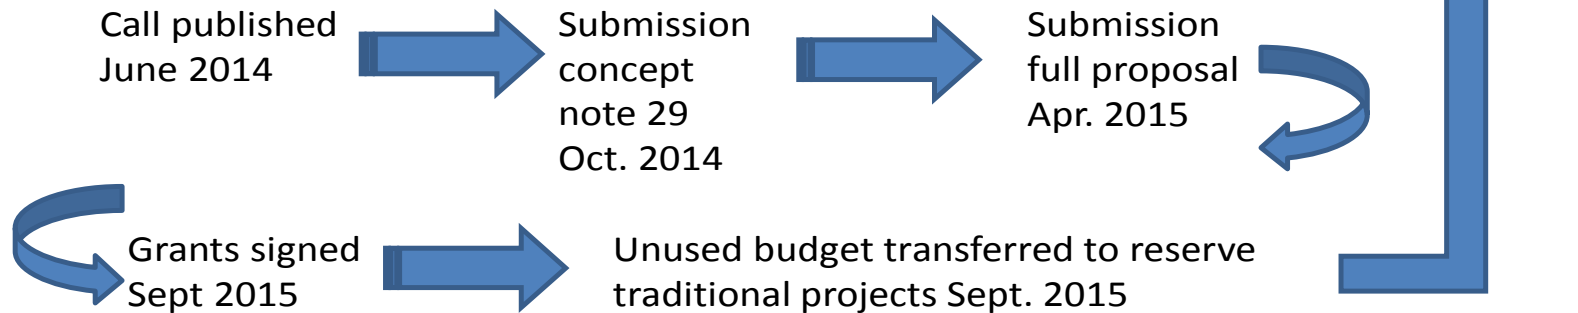 Call published
June 2014
Submission
concept
note 29
Oct. 2014
Submission
full proposal
Apr. 2015
Grants signed
Sept 2015
Unused budget transferred to reserve
traditional projects Sept. 2015